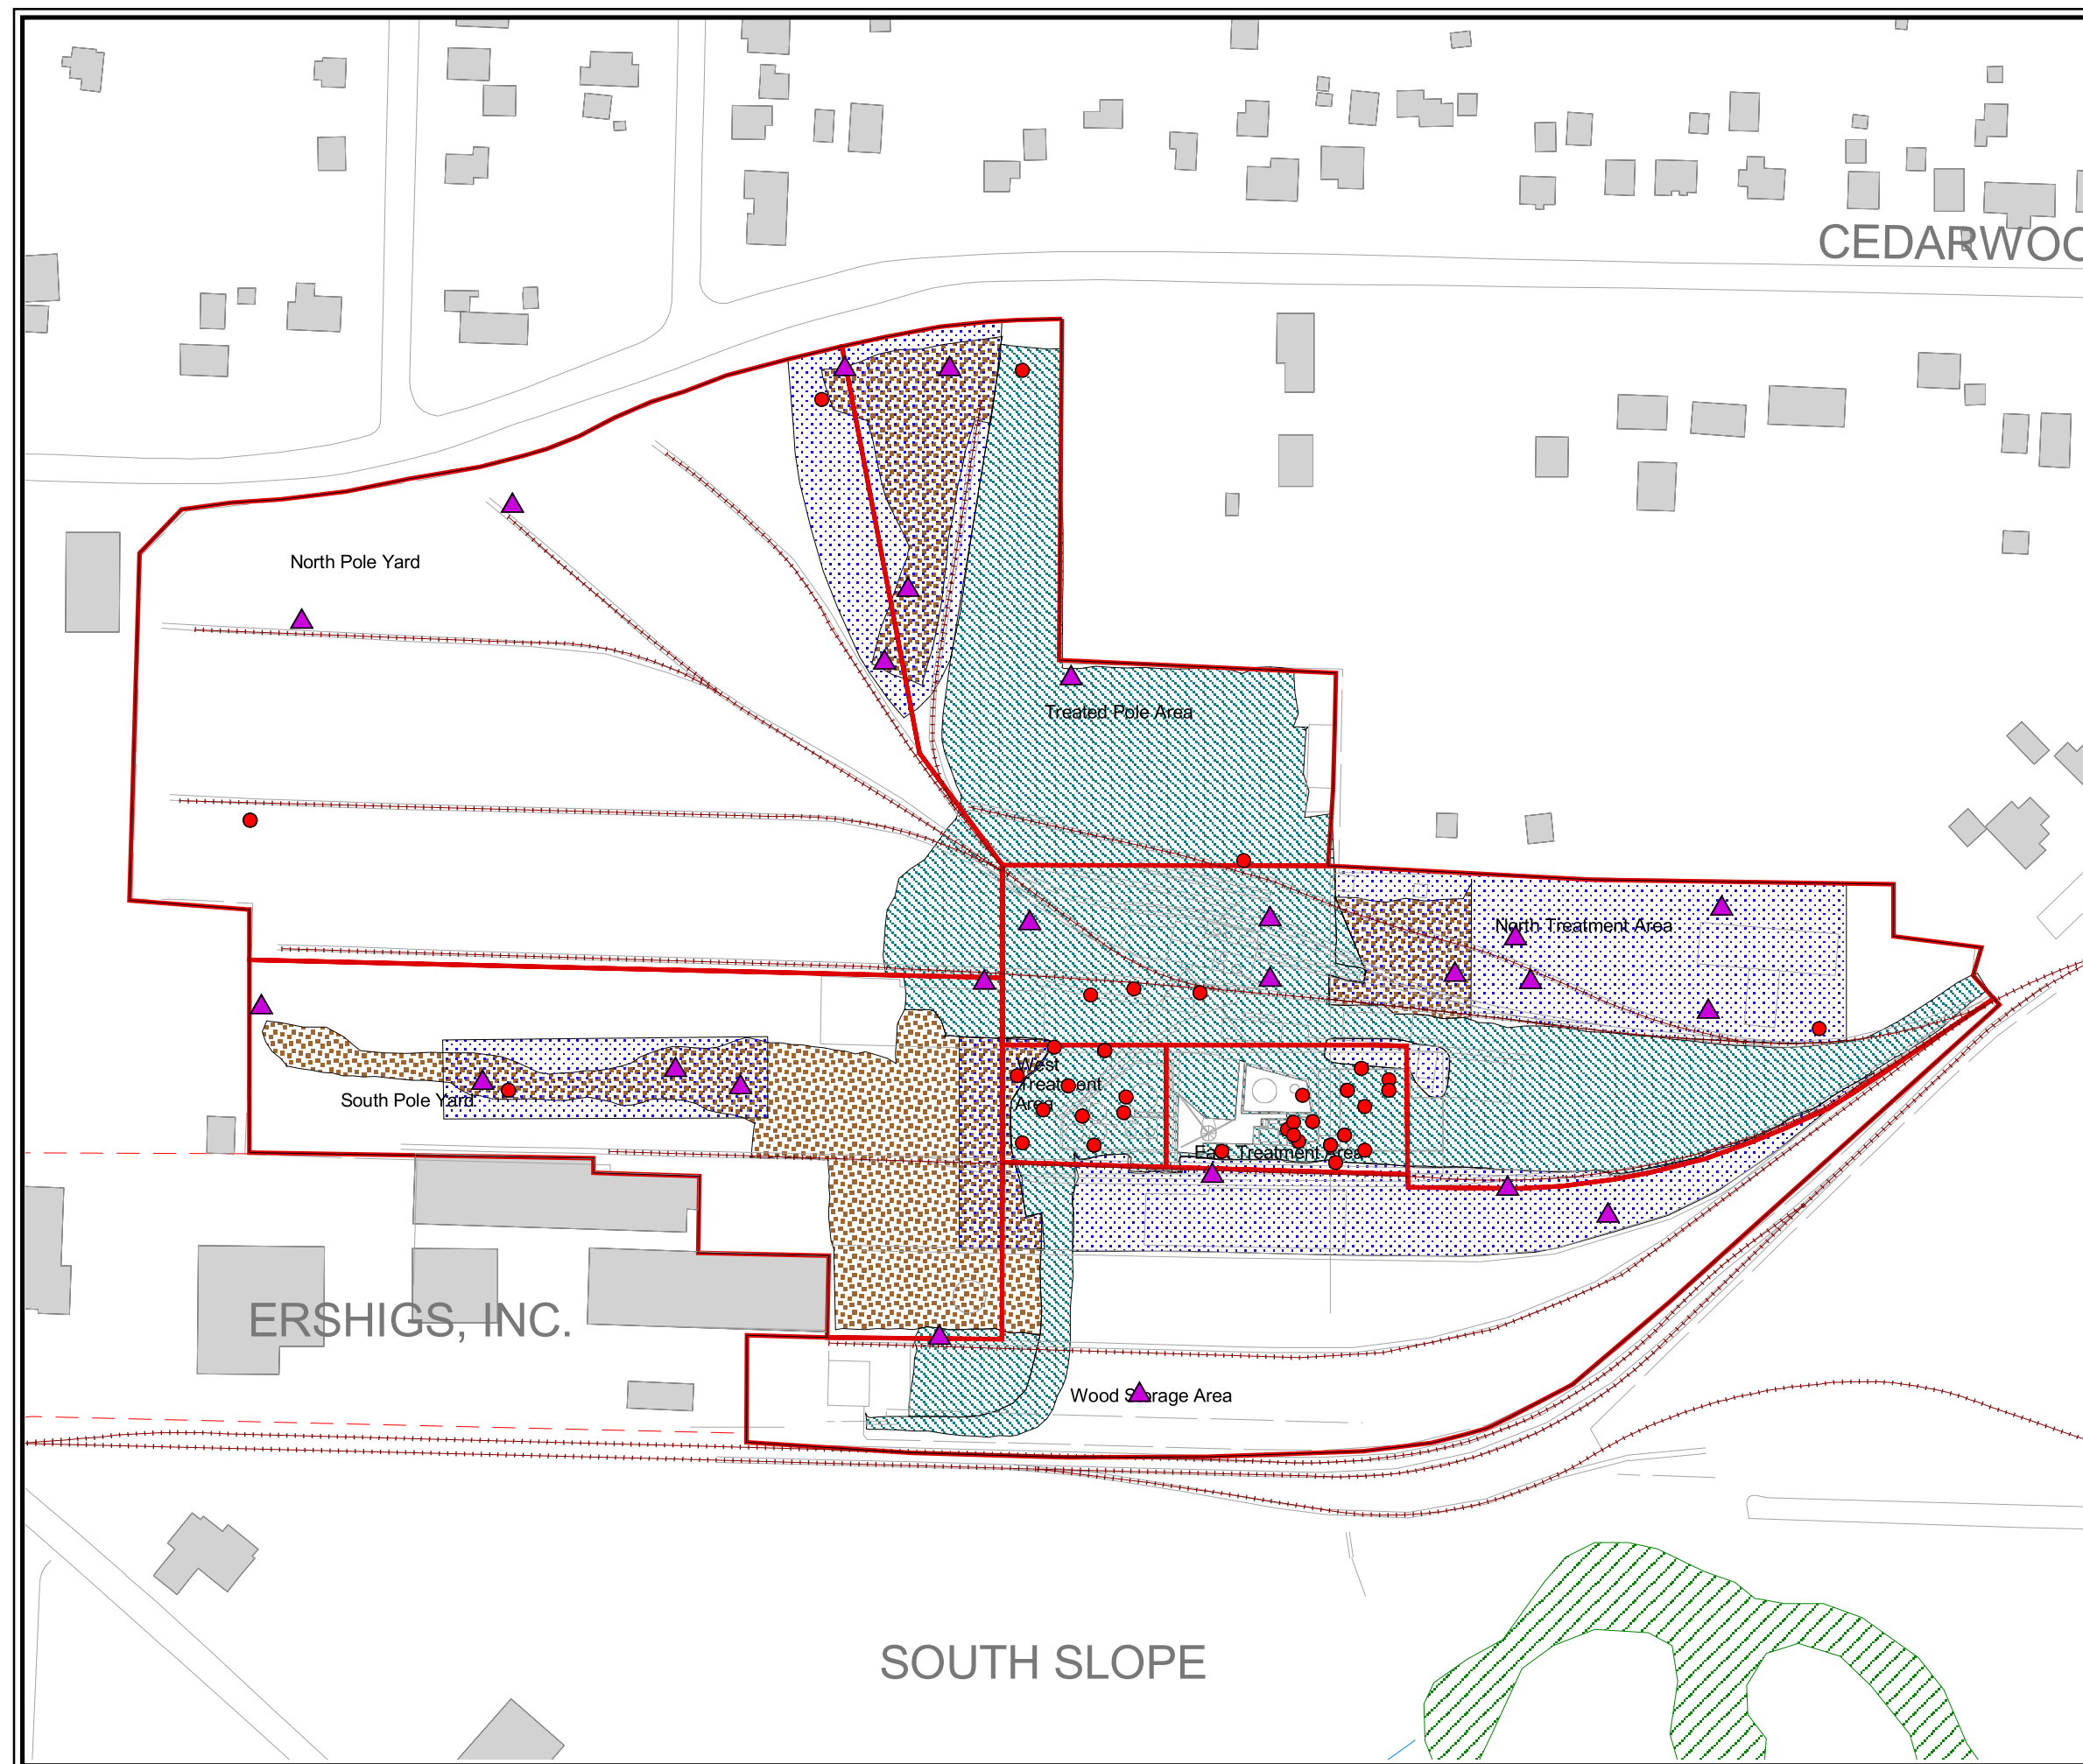 CEDARWOO
North Pole Yard
Treated Pole Area
North Treatment Area
West
Treatment
Area
South Pole Yard
East Treatment Area
ERSHIGS, INC.
Wood Storage Area
SOUTH SLOPE